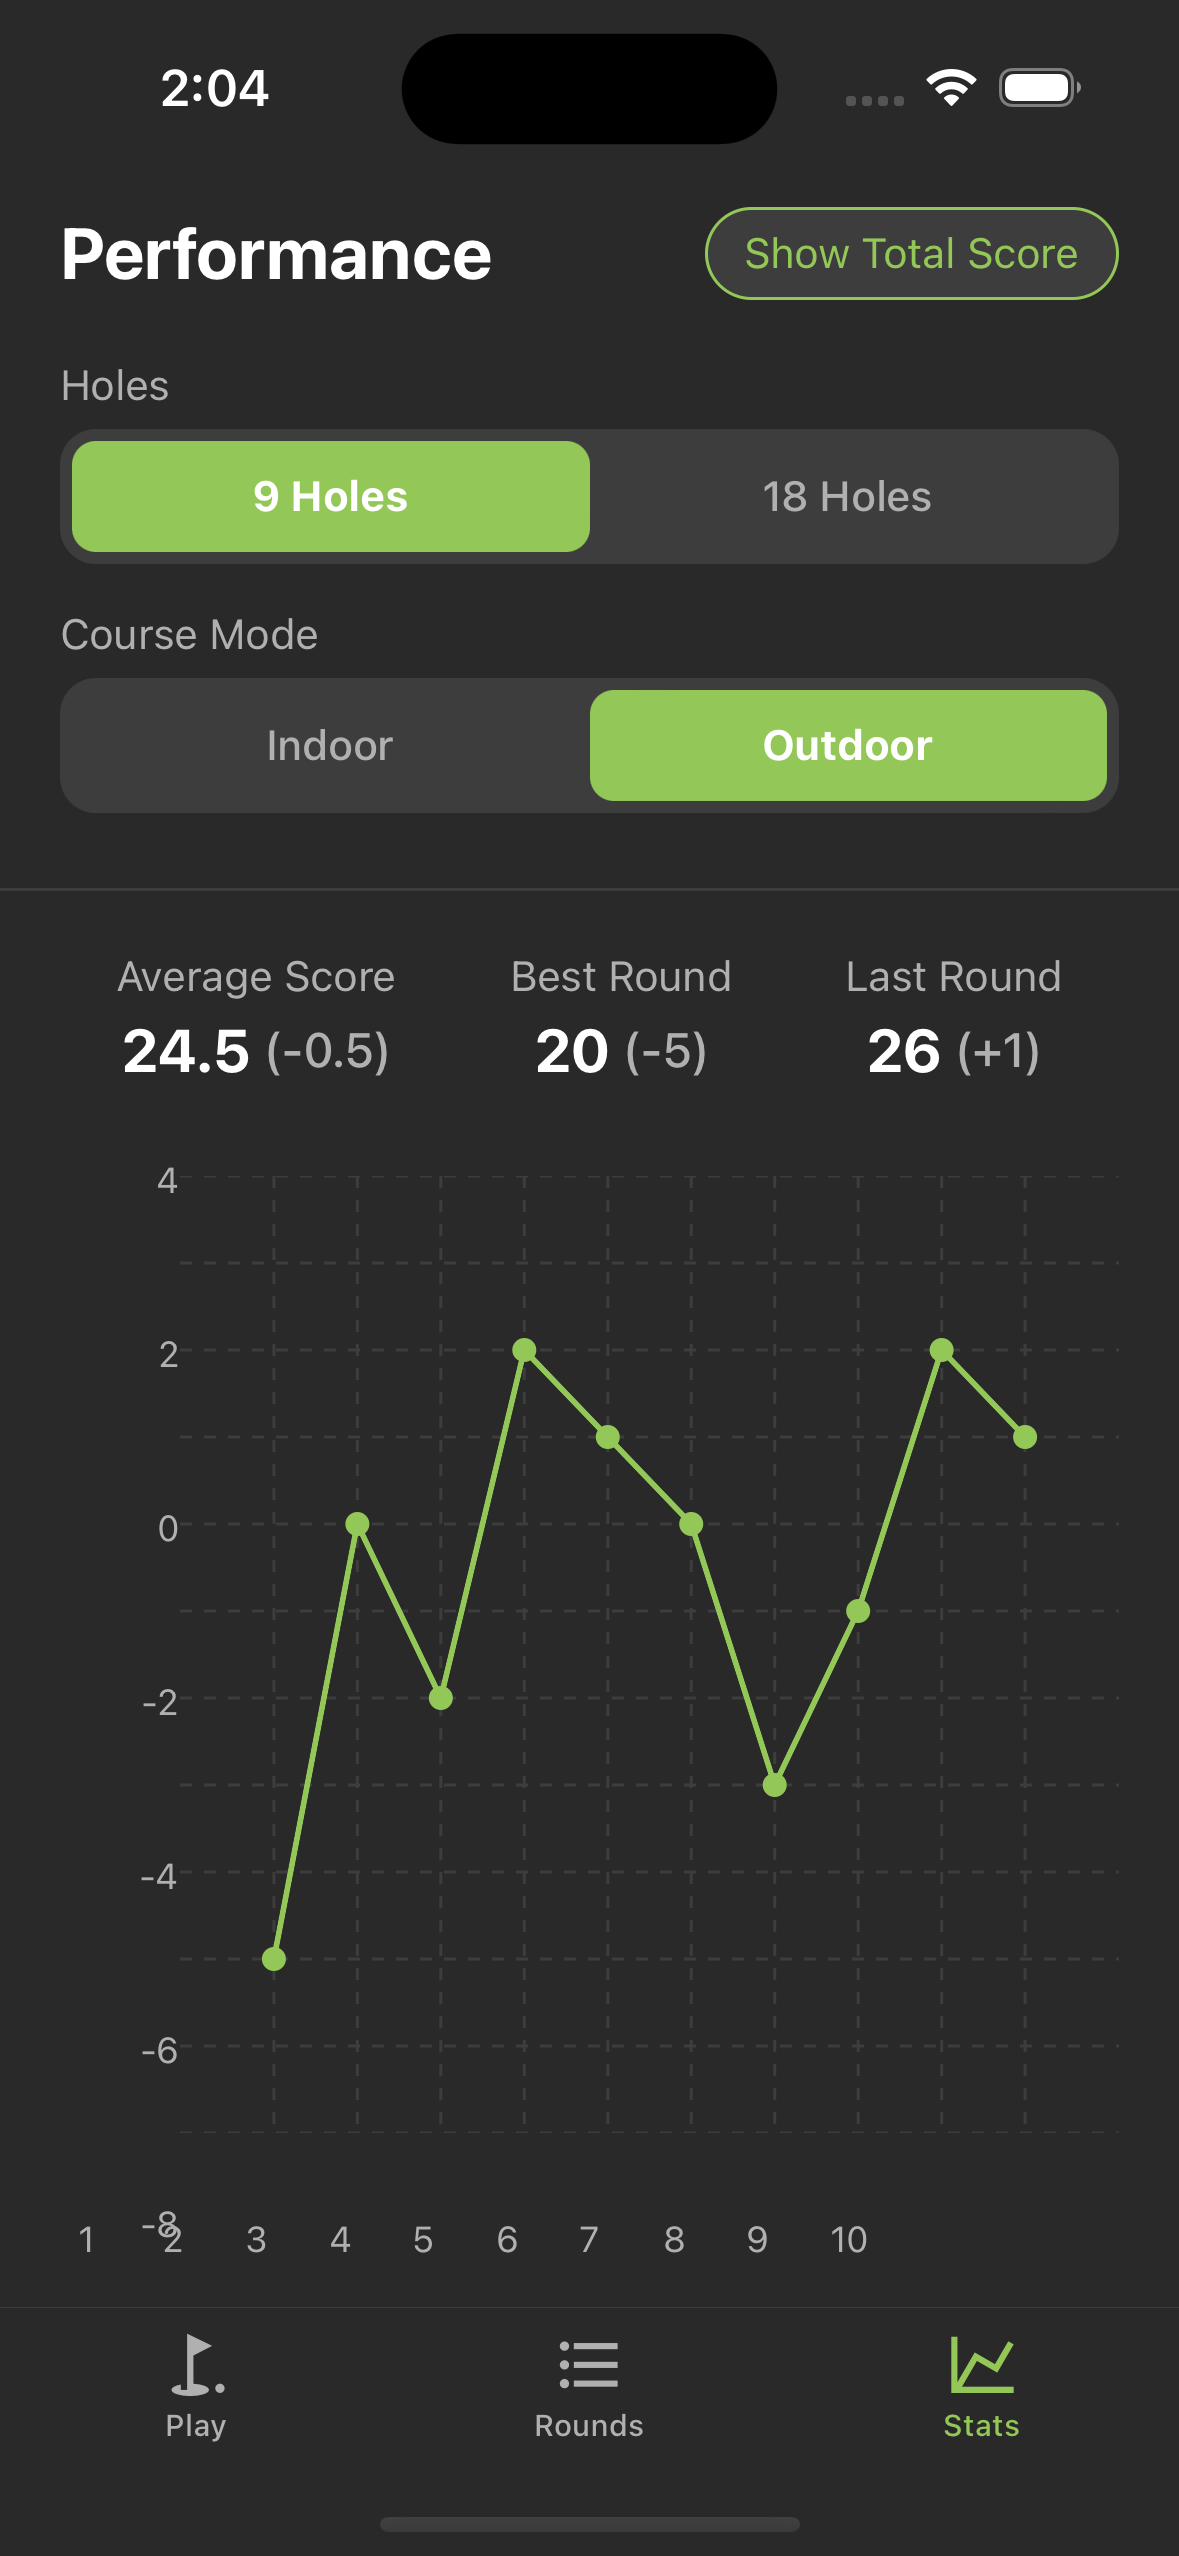 2:04
Performance
Show Total Score
Holes
9 Holes 18 Holes
Course Mode
Indoor Outdoor
Average Score Best Round Last Round
24.5 (-0.5) 20 (-5) 26 (+1)
4
2
0
-2
-4
-6
-8
1 2 3 4 5 6 7 8 9 10
Play Rounds Stats